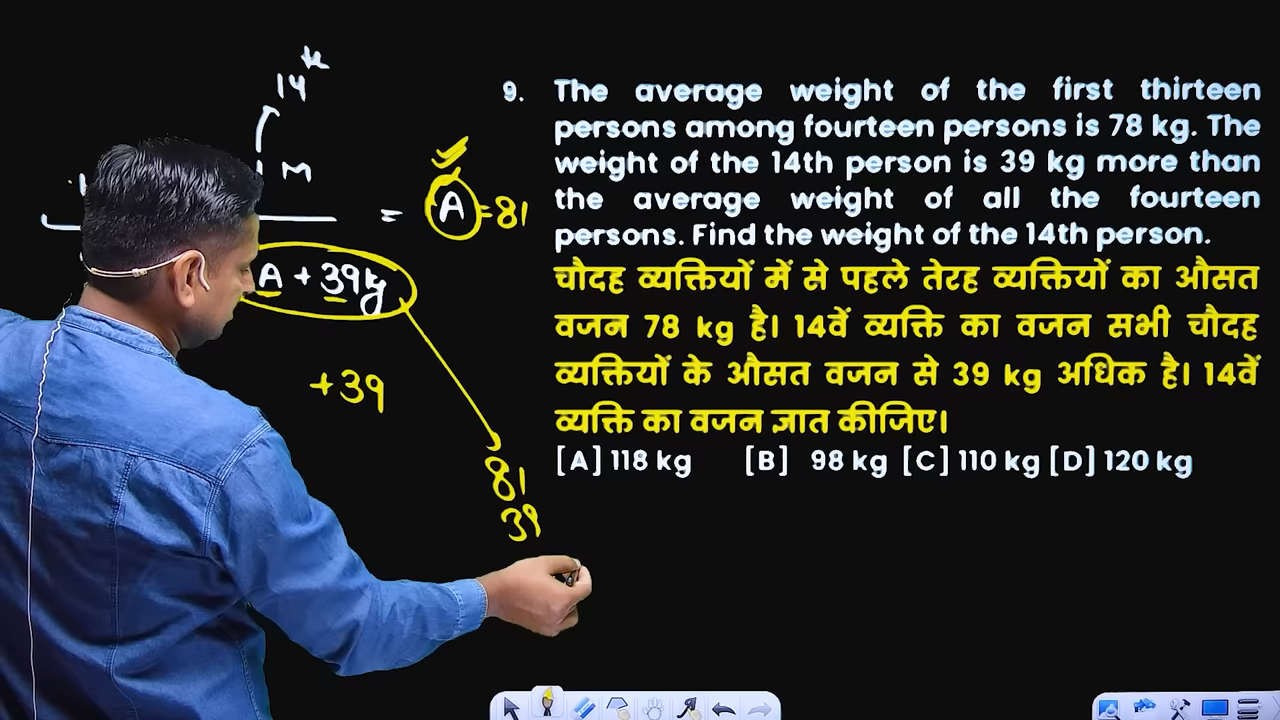 14th
1 M
= A = 81
A + 39 kg
+39
81
39
9. The average weight of the first thirteen
persons among fourteen persons is 78 kg. The
weight of the 14th person is 39 kg more than
the average weight of all the fourteen
persons. Find the weight of the 14th person.
चौदह व्यक्तियों में से पहले तेरह व्यक्तियों का औसत
वजन 78 kg है। 14वें व्यक्ति का वजन सभी चौदह
व्यक्तियों के औसत वजन से 39 kg अधिक है। 14वें
व्यक्ति का वजन ज्ञात कीजिए।
[A] 118 kg [B] 98 kg [C] 110 kg [D] 120 kg